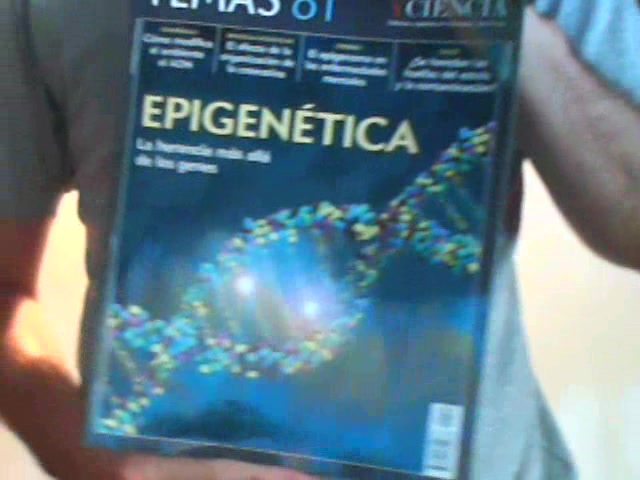 TEMAS 81
Y CIENCIA
EPIGENÉTICA
La herencia más allá
de los genes
Cómo modifica
el ambiente
el ADN
El efecto de la
organización de
la cromatina
El epigenoma en
las enfermedades
mentales
¿Se heredan las
huellas del estrés
y la contaminación?